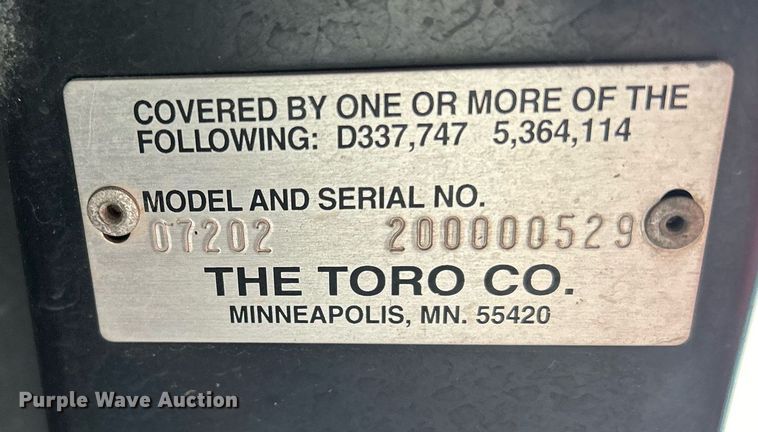 COVERED BY ONE OR MORE OF THE
FOLLOWING: D337,747 5,364,114
MODEL AND SERIAL NO.
07202 200000529
THE TORO CO.
MINNEAPOLIS, MN. 55420
Purple Wave Auction